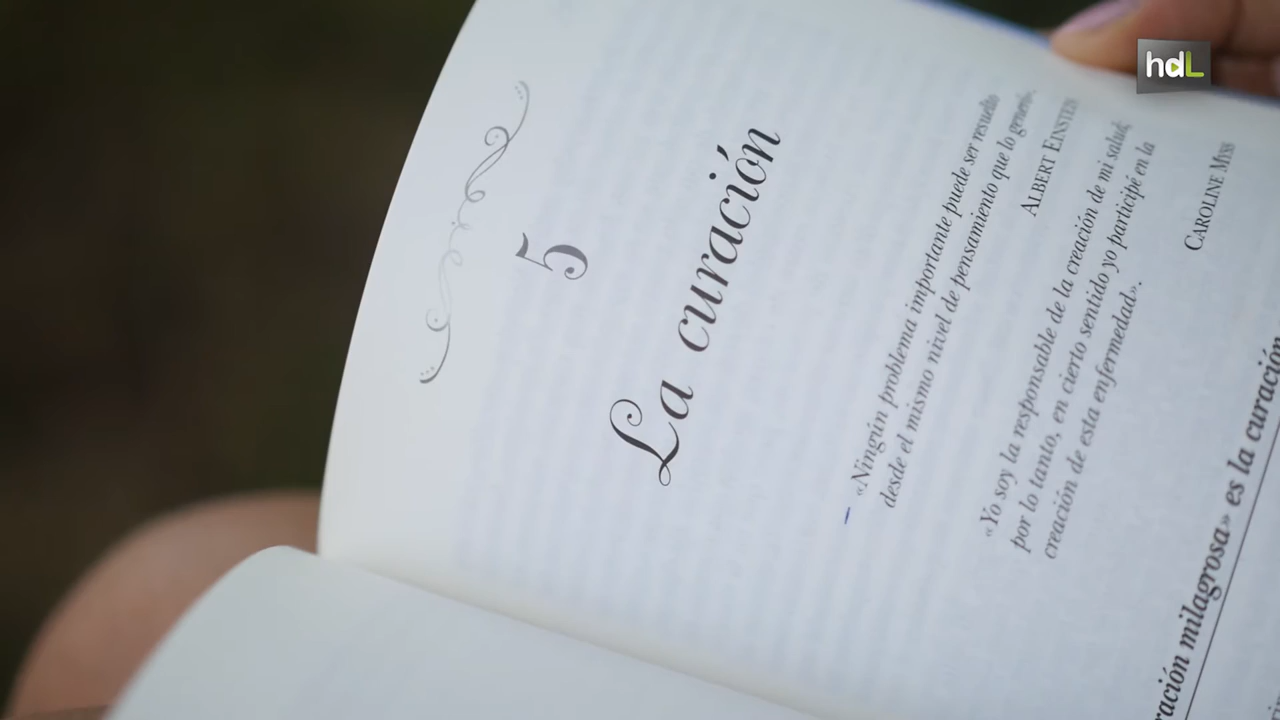 hdL
5
La curación
«Ningún problema importante puede ser resuelto
desde el mismo nivel de pensamiento que lo generó».
ALBERT EINSTEIN
«Yo soy la responsable de la creación de mi salud;
por lo tanto, en cierto sentido yo participé en la
creación de esta enfermedad».
CAROLINE MYSS
milagrosa» es la curación